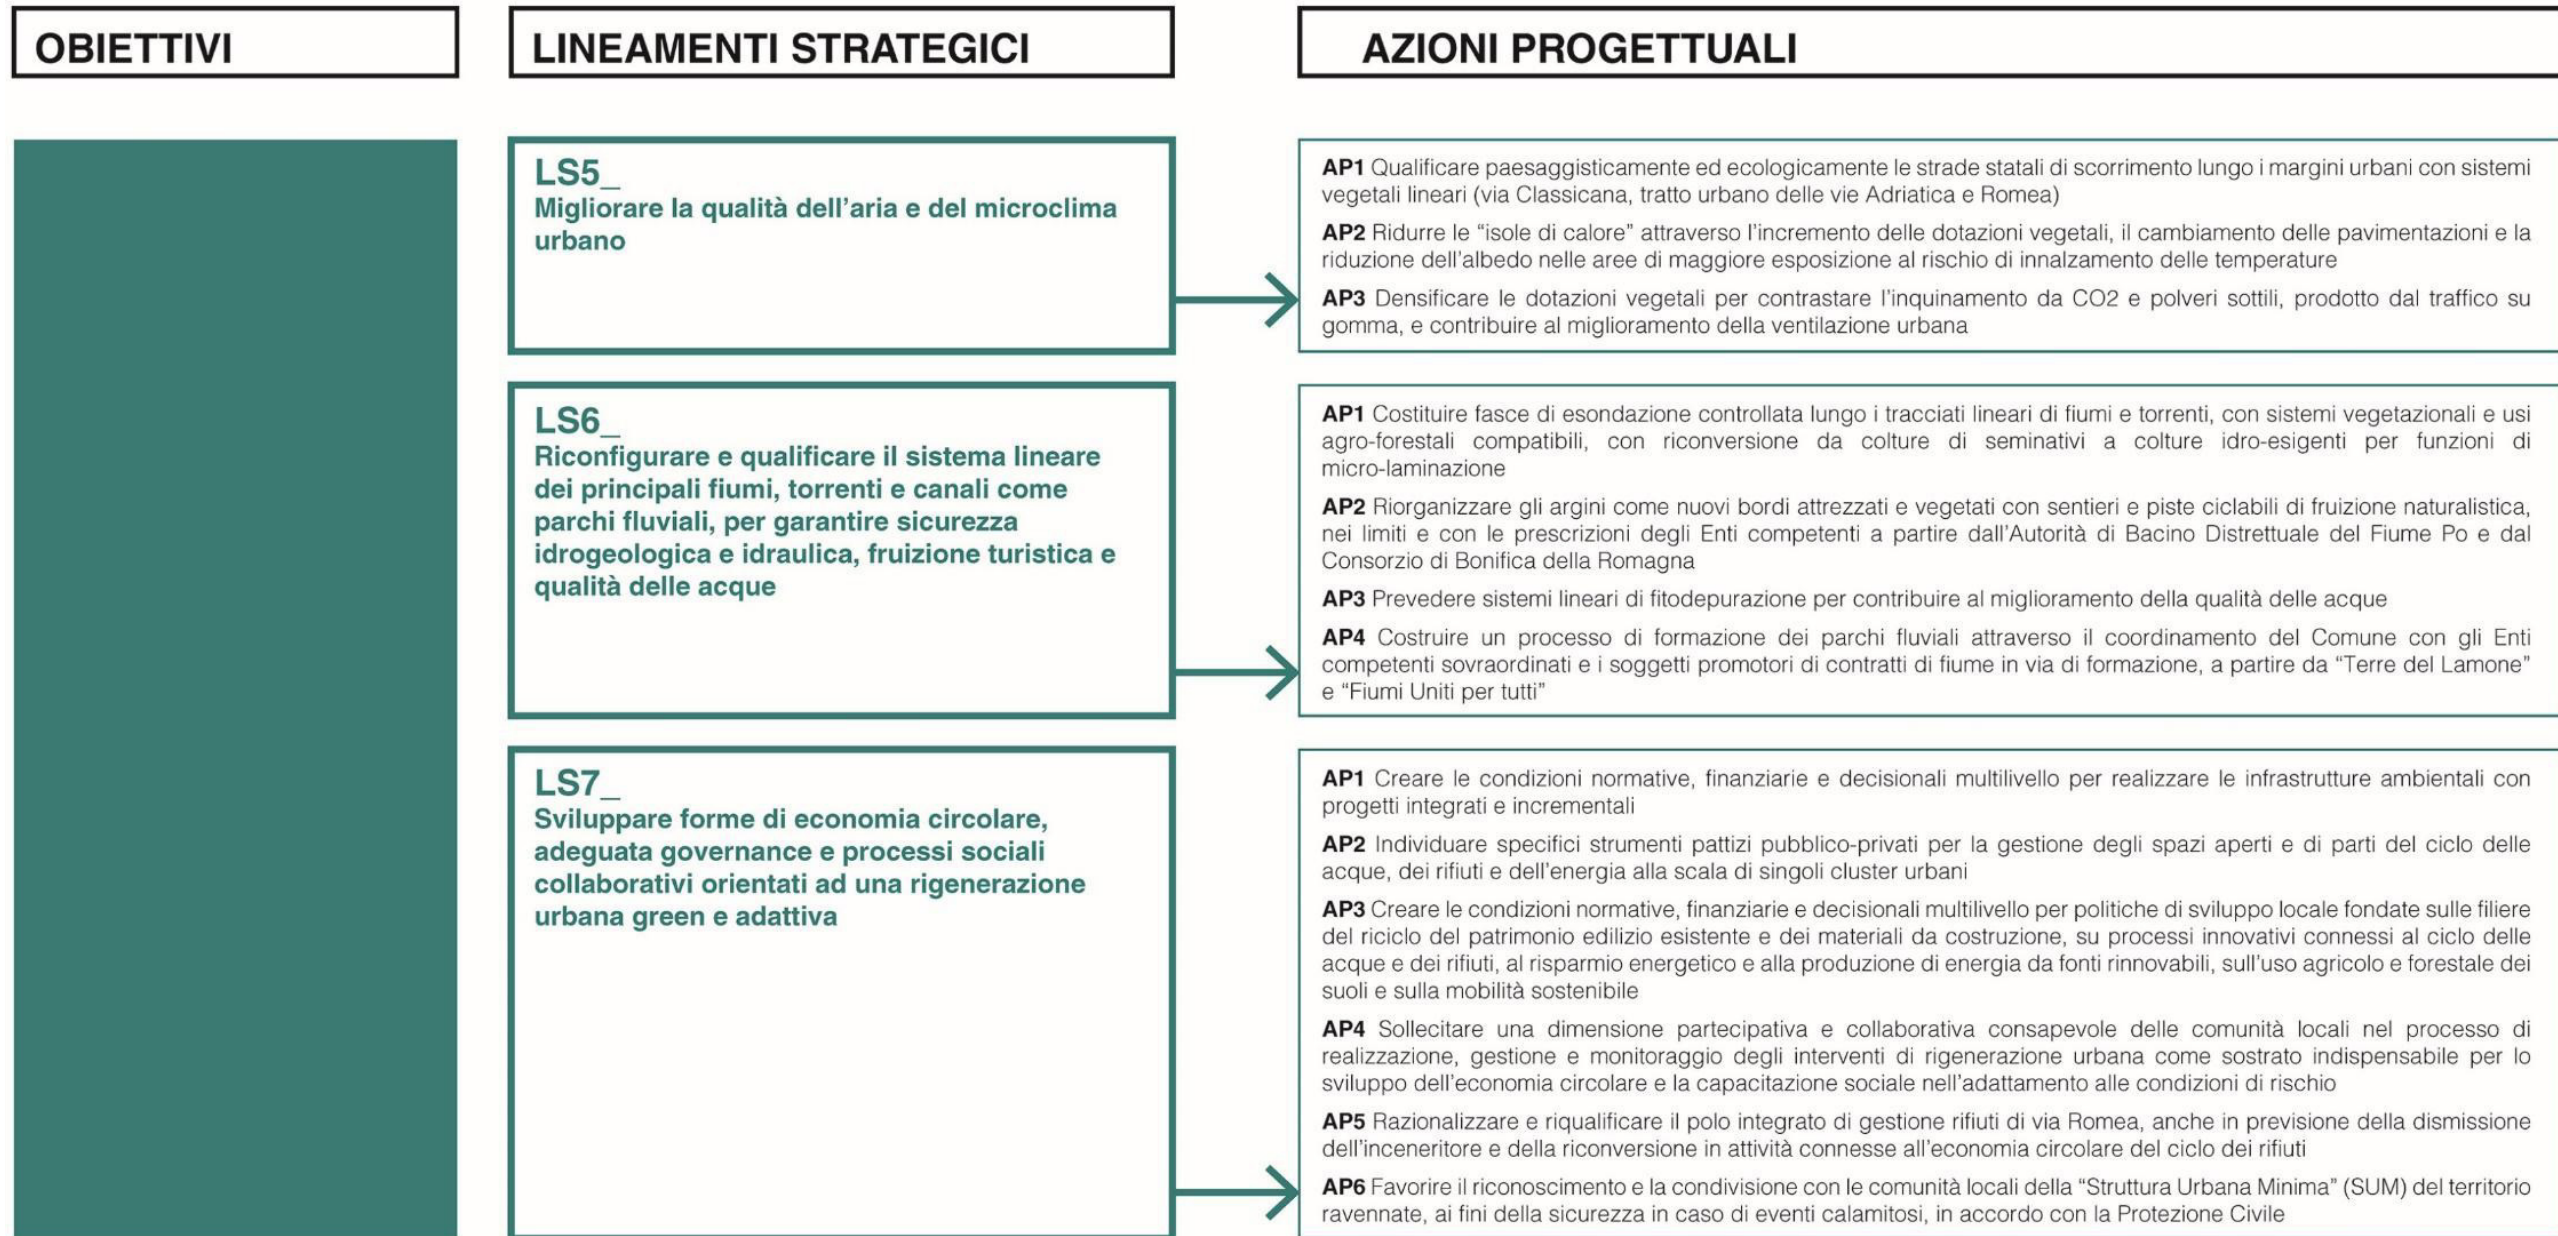 OBIETTIVI
LINEAMENTI STRATEGICI
AZIONI PROGETTUALI
LS5_
Migliorare la qualità dell'aria e del microclima
urbano
AP1 Qualificare paesaggisticamente ed ecologicamente le strade statali di scorrimento lungo i margini urbani con sistemi
vegetali lineari (via Classicana, tratto urbano delle vie Adriatica e Romea)
AP2 Ridurre le “isole di calore” attraverso l'incremento delle dotazioni vegetali, il cambiamento delle pavimentazioni e la
riduzione dell'albedo nelle aree di maggiore esposizione al rischio di innalzamento delle temperature
AP3 Densificare le dotazioni vegetali per contrastare l'inquinamento da CO2 e polveri sottili, prodotto dal traffico su
gomma, e contribuire al miglioramento della ventilazione urbana
LS6_
Riconfigurare e qualificare il sistema lineare
dei principali fiumi, torrenti e canali come
parchi fluviali, per garantire sicurezza
idrogeologica e idraulica, fruizione turistica e
qualità delle acque
AP1 Costituire fasce di esondazione controllata lungo i tracciati lineari di fiumi e torrenti, con sistemi vegetazionali e usi
agro-forestali compatibili, con riconversione da colture di seminativi a colture idro-esigenti per funzioni di
micro-laminazione
AP2 Riorganizzare gli argini come nuovi bordi attrezzati e vegetati con sentieri e piste ciclabili di fruizione naturalistica,
nei limiti e con le prescrizioni degli Enti competenti a partire dall'Autorità di Bacino Distrettuale del Fiume Po e dal
Consorzio di Bonifica della Romagna
AP3 Prevedere sistemi lineari di fitodepurazione per contribuire al miglioramento della qualità delle acque
AP4 Costruire un processo di formazione dei parchi fluviali attraverso il coordinamento del Comune con gli Enti
competenti sovraordinati e i soggetti promotori di contratti di fiume in via di formazione, a partire da “Terre del Lamone”
e “Fiumi Uniti per tutti”
LS7_
Sviluppare forme di economia circolare,
adeguata governance e processi sociali
collaborativi orientati ad una rigenerazione
urbana green e adattiva
AP1 Creare le condizioni normative, finanziarie e decisionali multilivello per realizzare le infrastrutture ambientali con
progetti integrati e incrementali
AP2 Individuare specifici strumenti pattizi pubblico-privati per la gestione degli spazi aperti e di parti del ciclo delle
acque, dei rifiuti e dell'energia alla scala di singoli cluster urbani
AP3 Creare le condizioni normative, finanziarie e decisionali multilivello per politiche di sviluppo locale fondate sulle filiere
del riciclo del patrimonio edilizio esistente e dei materiali da costruzione, su processi innovativi connessi al ciclo delle
acque e dei rifiuti, al risparmio energetico e alla produzione di energia da fonti rinnovabili, sull'uso agricolo e forestale dei
suoli e sulla mobilità sostenibile
AP4 Sollecitare una dimensione partecipativa e collaborativa consapevole delle comunità locali nel processo di
realizzazione, gestione e monitoraggio degli interventi di rigenerazione urbana come sostrato indispensabile per lo
sviluppo dell'economia circolare e la capacitazione sociale nell'adattamento alle condizioni di rischio
AP5 Razionalizzare e riqualificare il polo integrato di gestione rifiuti di via Romea, anche in previsione della dismissione
dell'inceneritore e della riconversione in attività connesse all'economia circolare del ciclo dei rifiuti
AP6 Favorire il riconoscimento e la condivisione con le comunità locali della “Struttura Urbana Minima” (SUM) del territorio
ravennate, ai fini della sicurezza in caso di eventi calamitosi, in accordo con la Protezione Civile